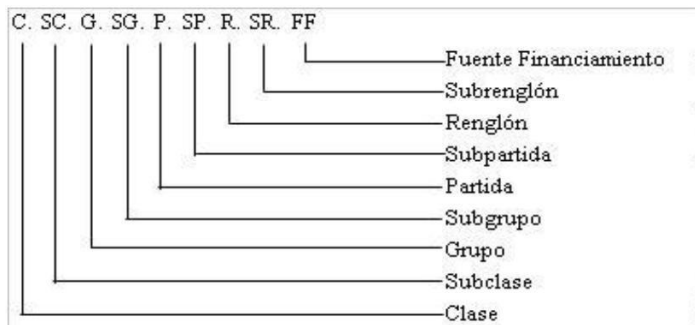 C. SC. G. SG. P. SP. R. SR. FF
Fuente Financiamiento
Subrenglón
Renglón
Subpartida
Partida
Subgrupo
Grupo
Subclase
Clase